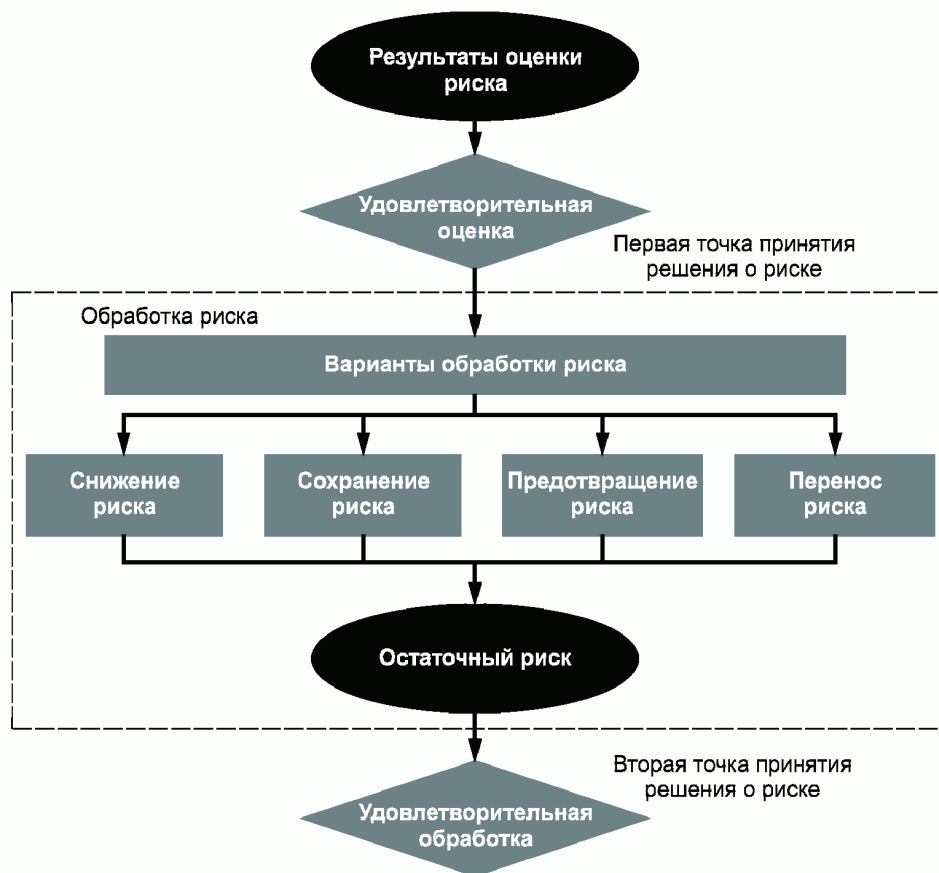 Результаты оценки
риска
Удовлетворительная
оценка
Первая точка принятия
решения о риске
Обработка риска
Варианты обработки риска
Снижение
риска
Сохранение
риска
Предотвращение
риска
Перенос
риска
Остаточный риск
Вторая точка принятия
решения о риске
Удовлетворительная
обработка